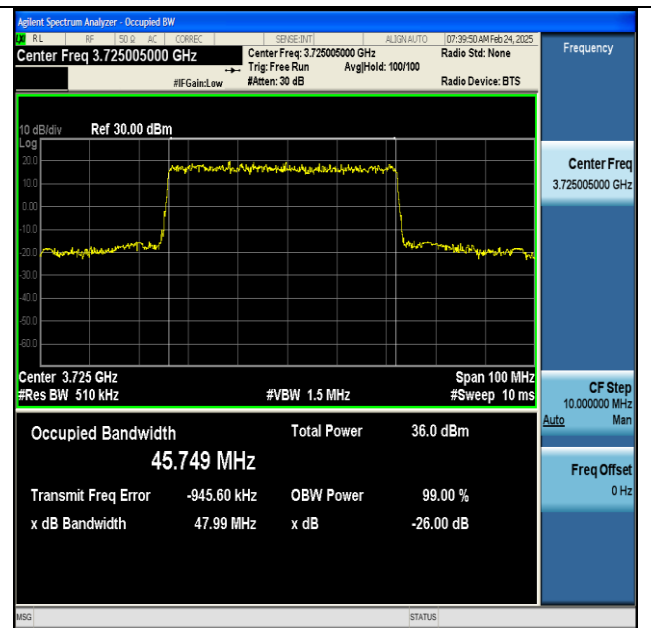 Agilent Spectrum Analyzer - Occupied BW
RL RF 50 Ω AC CORREC SENSE:INT ALIGN AUTO 07:39:50 AM Feb 24, 2025
Center Freq 3.725005000 GHz
Center Freq: 3.725005000 GHz
Radio Std: None
Trig: Free Run Avg|Hold: 100/100
#IFGain:Low
#Atten: 30 dB
Radio Device: BTS
Frequency
10 dB/div Ref 30.00 dBm
Log
20.0
10.0
0.00
-10.0
-20.0
-30.0
-40.0
-50.0
-60.0
Center Freq
3.725005000 GHz
Center 3.725 GHz
Span 100 MHz
#Res BW 510 kHz
#VBW 1.5 MHz
#Sweep 10 ms
CF Step
10.000000 MHz
Auto Man
Occupied Bandwidth
Total Power 36.0 dBm
45.749 MHz
Freq Offset
0 Hz
Transmit Freq Error -945.60 kHz
OBW Power 99.00 %
x dB Bandwidth 47.99 MHz
x dB -26.00 dB
MSG
STATUS